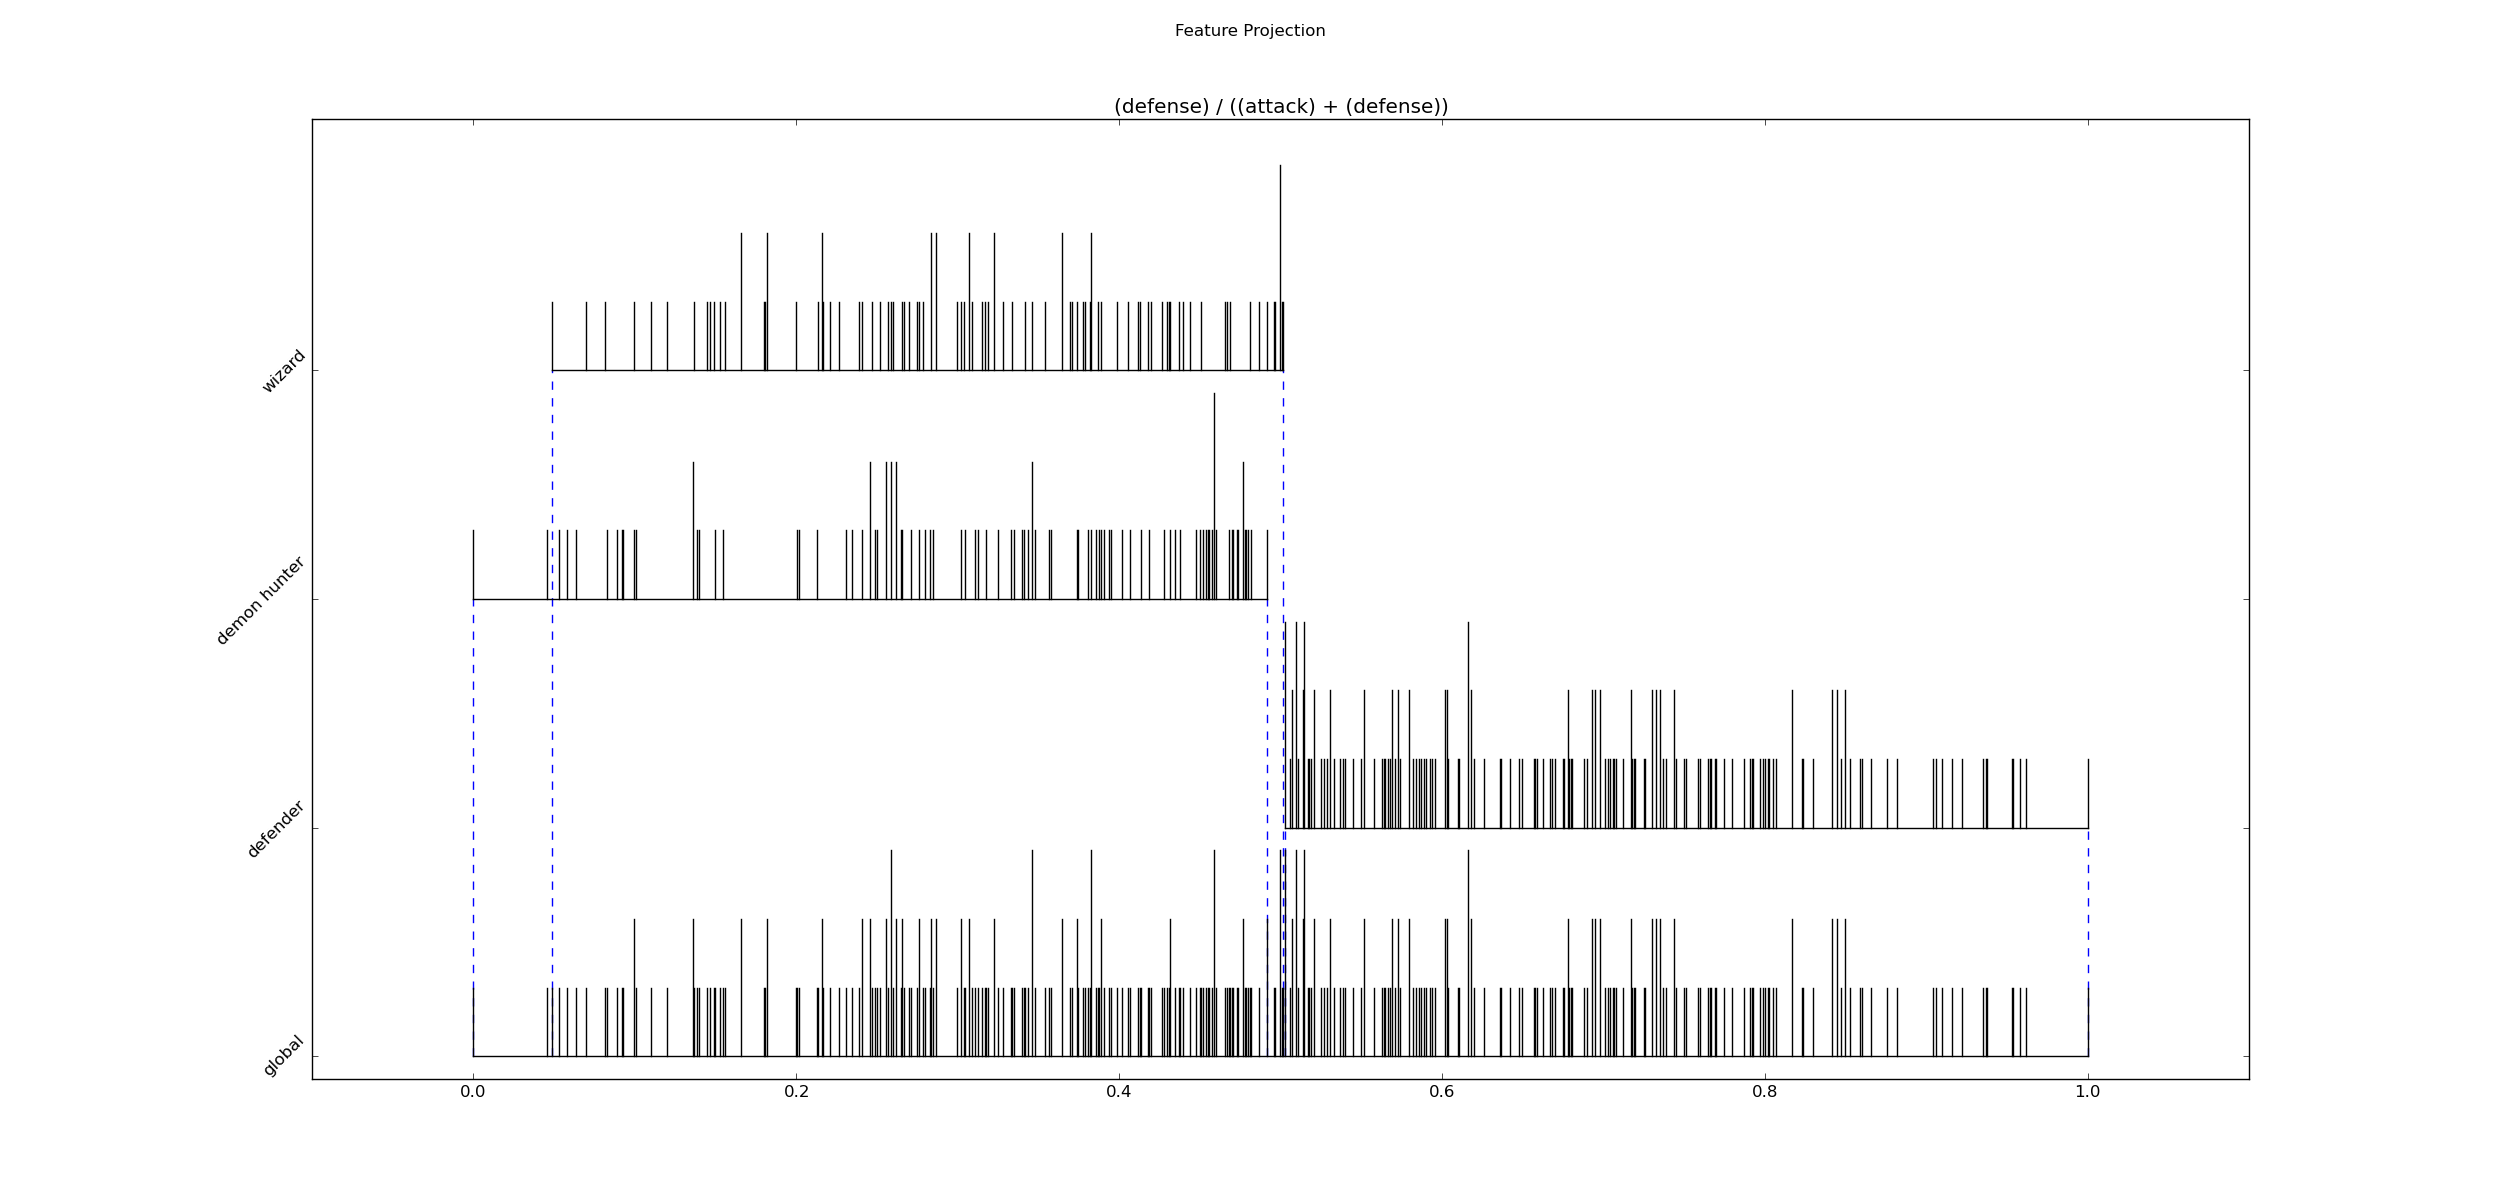 Feature Projection
(defense) / ((attack) + (defense))
wizard
demon hunter
defender
global
0.0 0.2 0.4 0.6 0.8 1.0